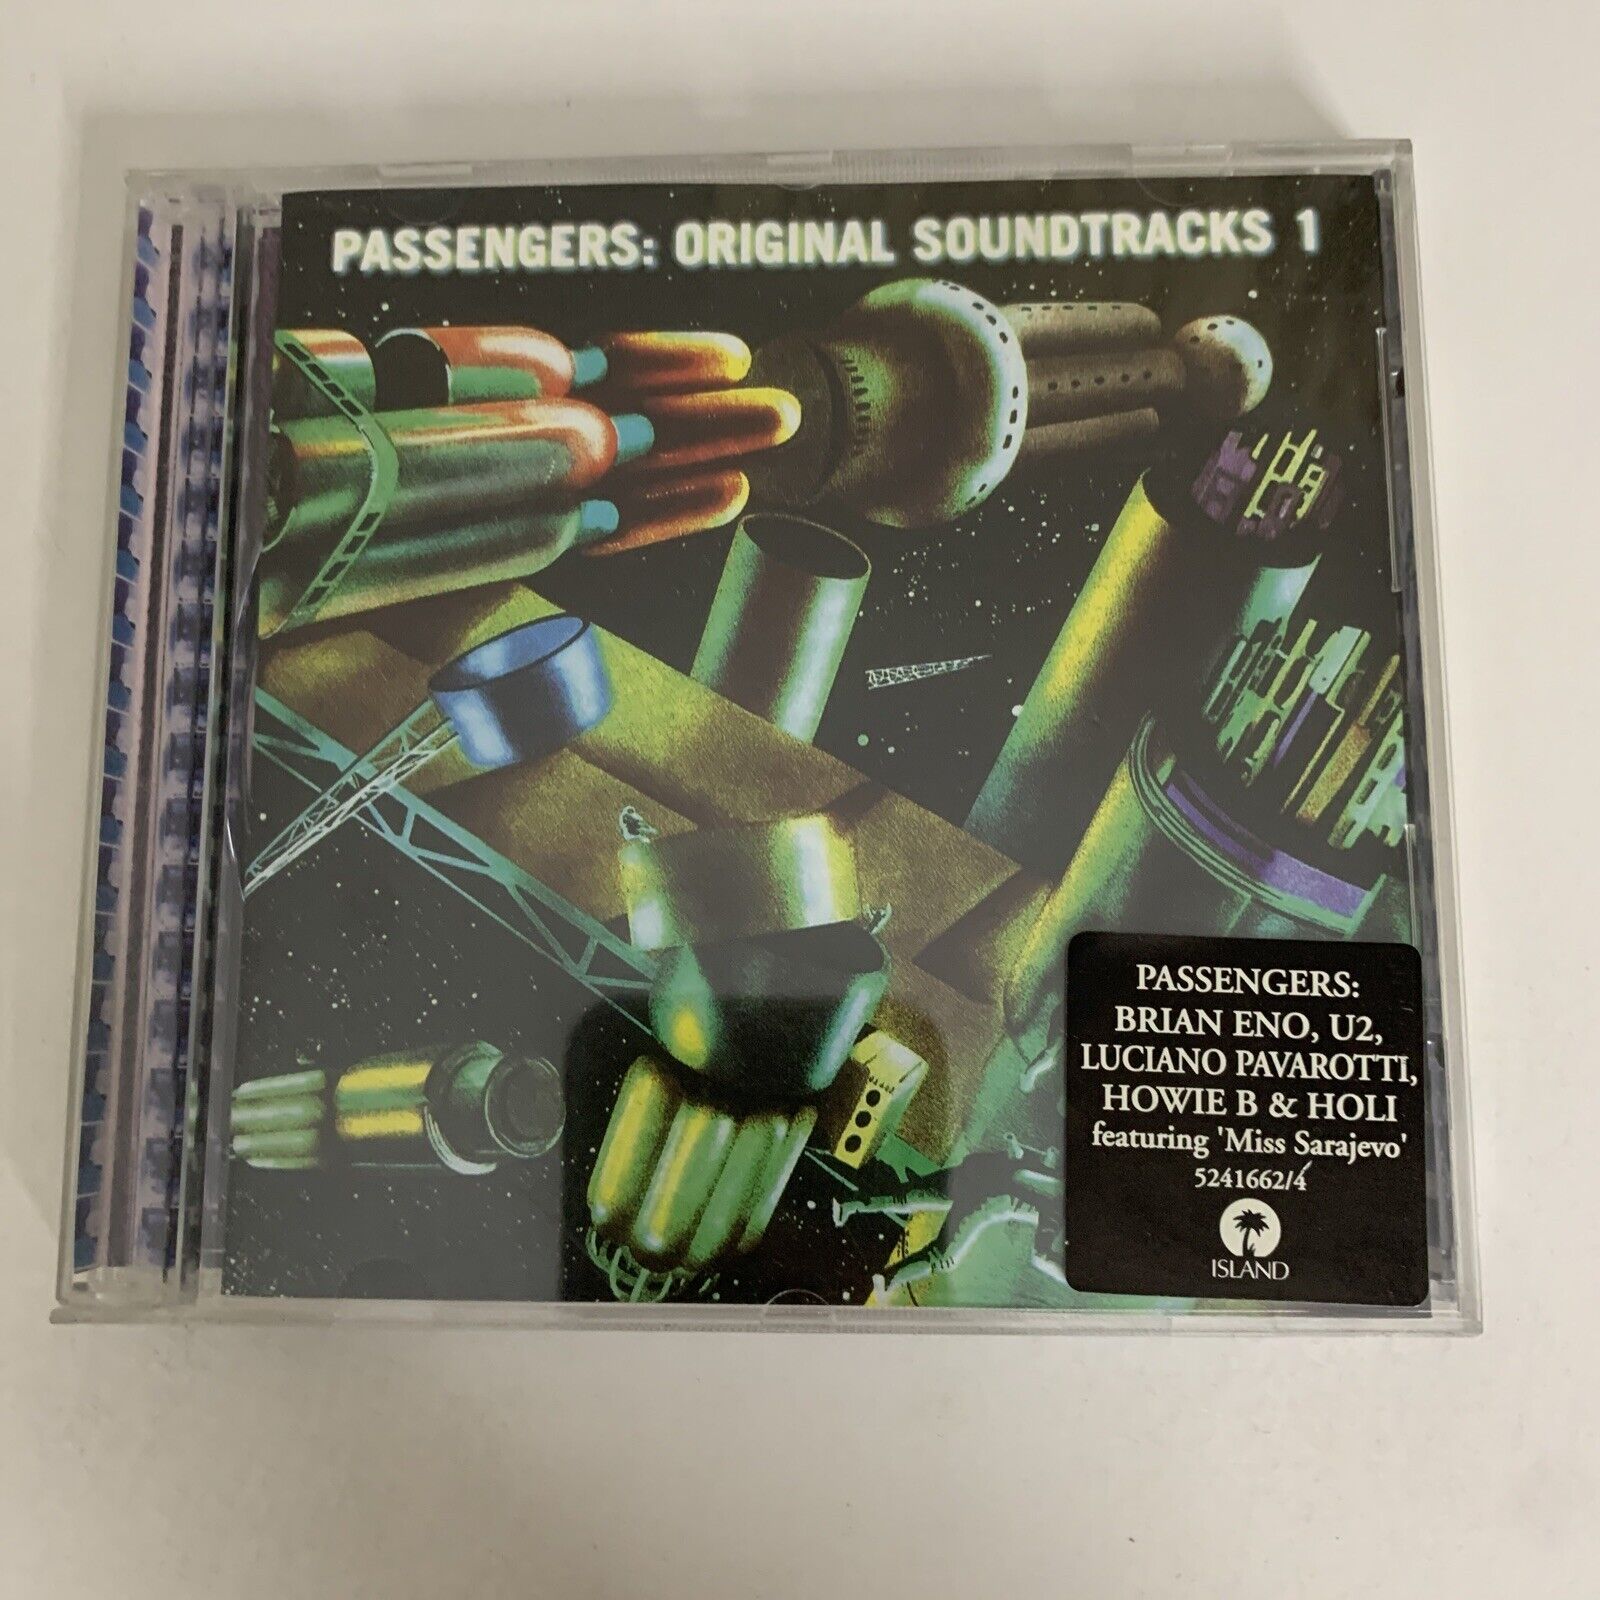 PASSENGERS: ORIGINAL SOUNDTRACKS 1
PASSENGERS:
BRIAN ENO, U2,
LUCIANO PAVAROTTI,
HOWIE B & HOLI
featuring 'Miss Sarajevo'
5241662/4
ISLAND